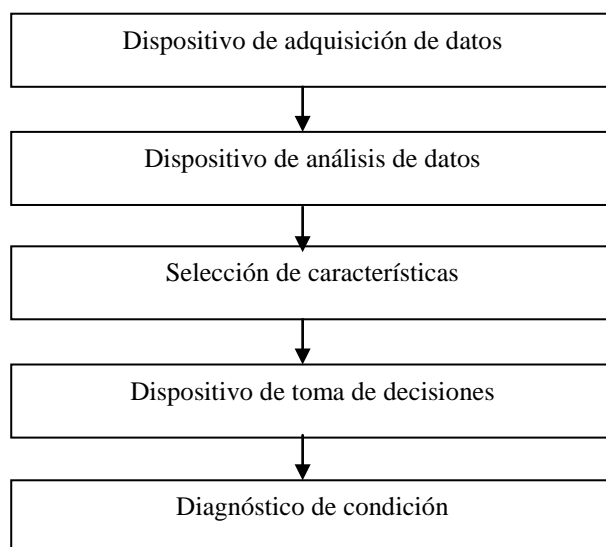 Dispositivo de adquisición de datos
Dispositivo de análisis de datos
Selección de características
Dispositivo de toma de decisiones
Diagnóstico de condición